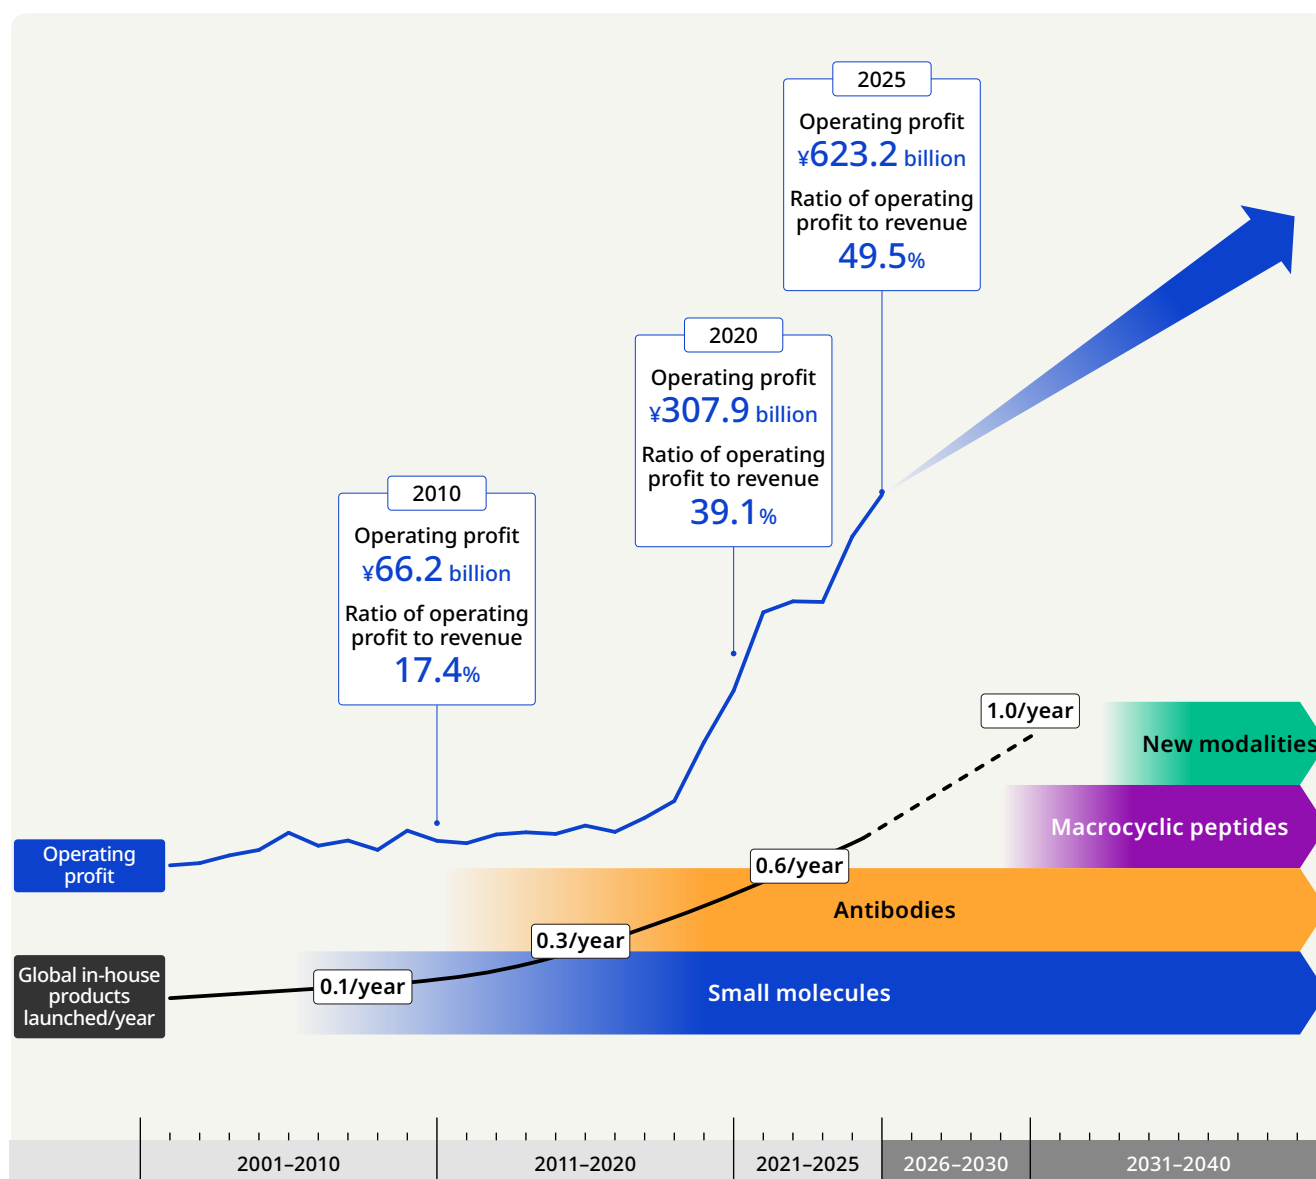 2025
Operating profit
¥623.2 billion
Ratio of operating
profit to revenue
49.5%
2020
Operating profit
¥307.9 billion
Ratio of operating
profit to revenue
39.1%
2010
Operating profit
¥66.2 billion
Ratio of operating
profit to revenue
17.4%
1.0/year
New modalities
Macrocyclic peptides
Operating
profit
0.6/year
Antibodies
0.3/year
Global in-house
products
launched/year
0.1/year
Small molecules
2001–2010
2011–2020
2021–2025
2026–2030
2031–2040